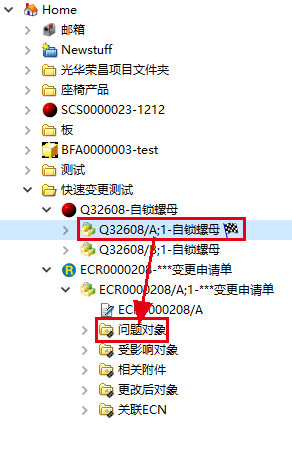 Home
邮箱
Newstuff
光华荣昌项目文件夹
座椅产品
SCS0000023-1212
板
BFA0000003-test
测试
快速变更测试
Q32608-自锁螺母
Q32608/A;1-自锁螺母
Q32608/B;1-自锁螺母
ECR0000208-***变更申请单
ECR0000208/A;1-***变更申请单
ECR0000208/A
问题对象
受影响对象
相关附件
更改后对象
关联ECN